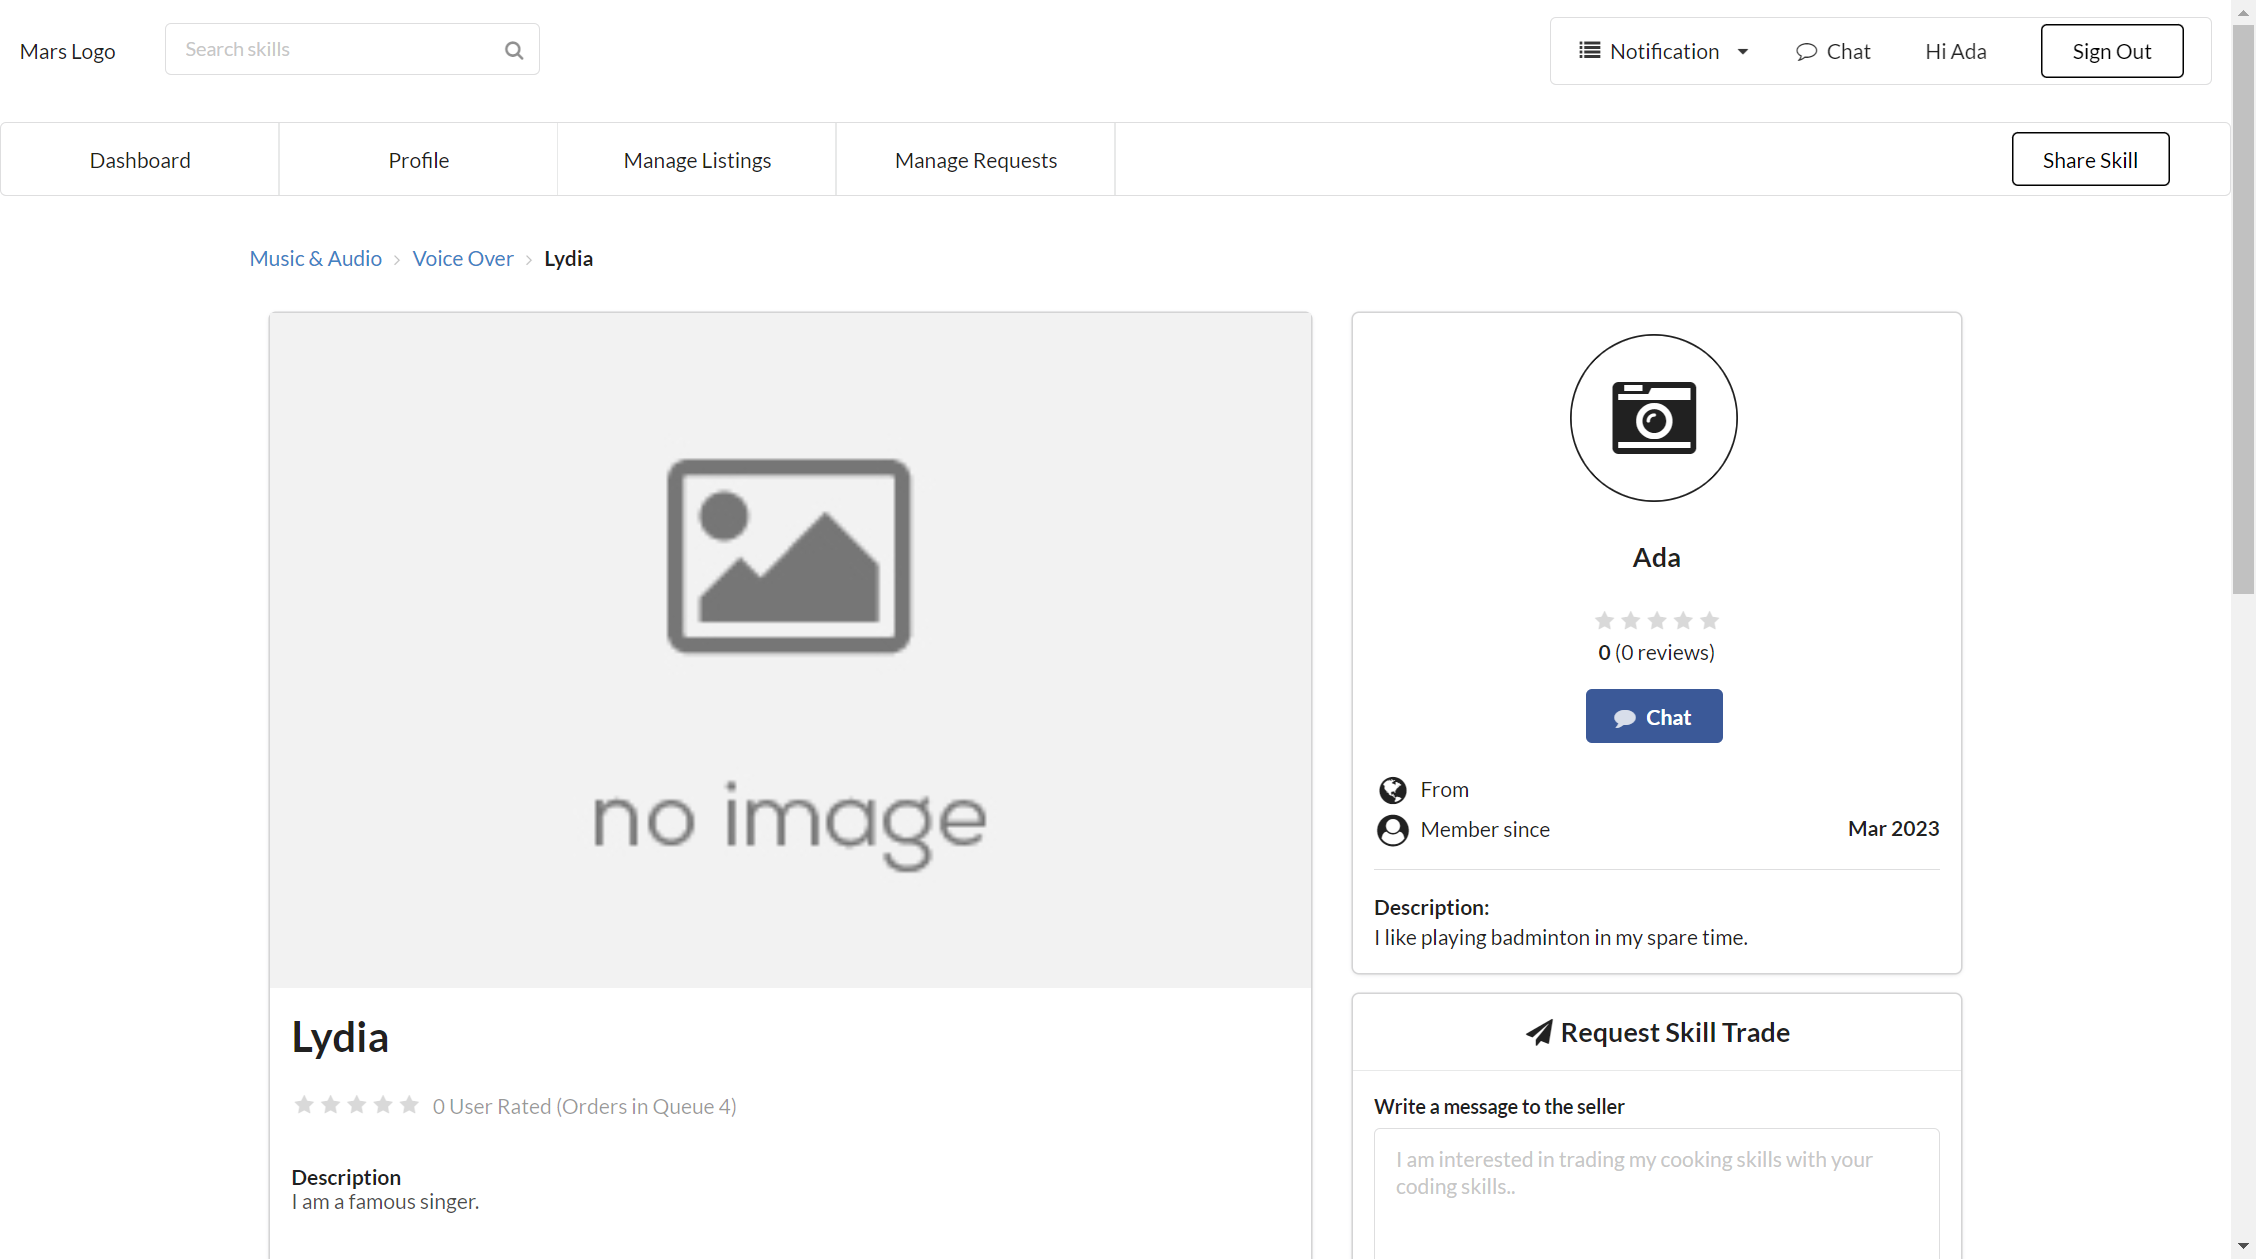 Mars Logo
Search skills
Notification
Chat
Hi Ada
Sign Out
Dashboard
Profile
Manage Listings
Manage Requests
Share Skill
Music & Audio › Voice Over › Lydia
no image
Lydia
0 User Rated (Orders in Queue 4)
Description
I am a famous singer.
Ada
0 (0 reviews)
Chat
From
Member since Mar 2023
Description:
I like playing badminton in my spare time.
Request Skill Trade
Write a message to the seller
I am interested in trading my cooking skills with your
coding skills..